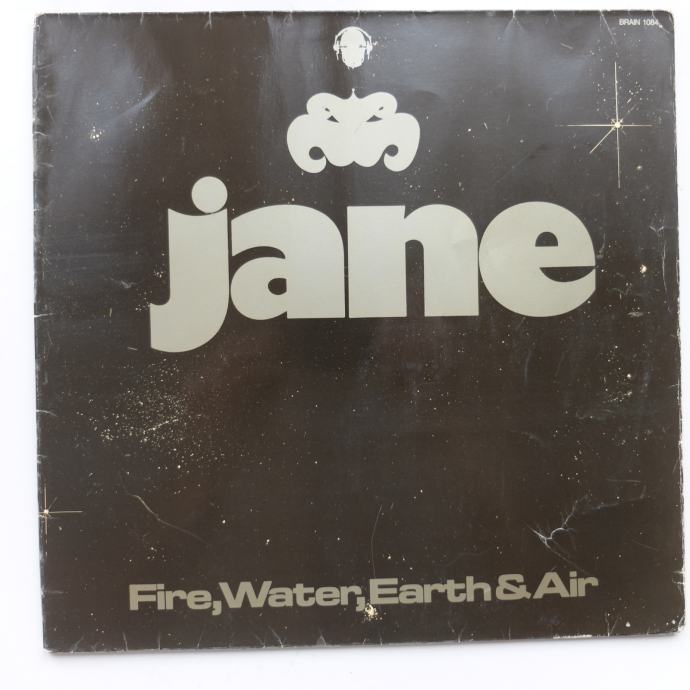 BRAIN 1084
jane
Fire,Water,Earth & Air